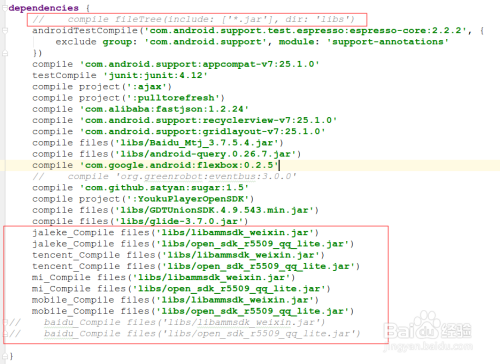 dependencies {
//    compile fileTree(include: ['*.jar'], dir: 'libs')
    androidTestCompile('com.android.support.test.espresso:espresso-core:2.2.2', {
        exclude group: 'com.android.support', module: 'support-annotations'
    })
    compile 'com.android.support:appcompat-v7:25.1.0'
    testCompile 'junit:junit:4.12'
    compile project(':ajax')
    compile project(':pulltorefresh')
    compile 'com.alibaba:fastjson:1.2.24'
    compile 'com.android.support:recyclerview-v7:25.1.0'
    compile 'com.android.support:gridlayout-v7:25.1.0'
    compile files('libs/Baidu_Mtj_3.7.5.4.jar')
    compile files('libs/android-query.0.26.7.jar')
    compile 'com.google.android:flexbox:0.2.5'
//    compile 'org.greenrobot:eventbus:3.0.0'
    compile 'com.github.satyan:sugar:1.5'
    compile project(':YoukuPlayerOpenSDK')
    compile files('libs/GDTUnionSDK.4.9.543.min.jar')
    compile files('libs/glide-3.7.0.jar')
    jaleke_Compile files('libs/libammsdk_weixin.jar')
    jaleke_Compile files('libs/open_sdk_r5509_qq_lite.jar')
    tencent_Compile files('libs/libammsdk_weixin.jar')
    tencent_Compile files('libs/open_sdk_r5509_qq_lite.jar')
    mi_Compile files('libs/libammsdk_weixin.jar')
    mi_Compile files('libs/open_sdk_r5509_qq_lite.jar')
    mobile_Compile files('libs/libammsdk_weixin.jar')
    mobile_Compile files('libs/open_sdk_r5509_qq_lite.jar')
//    baidu_Compile files('libs/libammsdk_weixin.jar')
//    baidu_Compile files('libs/open_sdk_r5509_qq_lite.jar')
}
Baidu 经验